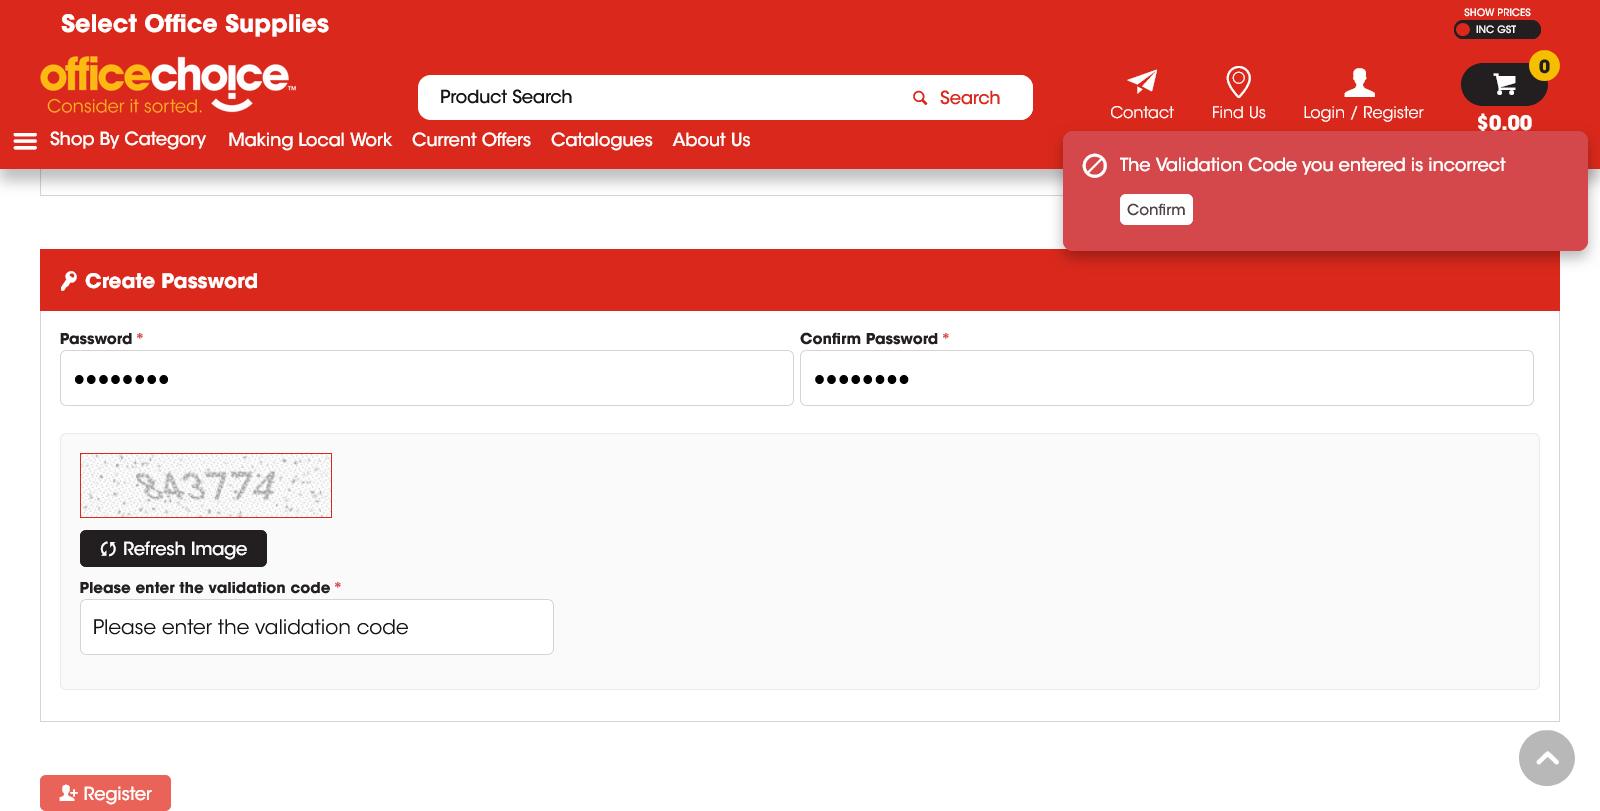 Select Office Supplies
SHOW PRICES
INC GST
officechoice™
Consider it sorted.
Product Search
Search
Contact
Find Us
Login / Register
0
$0.00
Shop By Category
Making Local Work
Current Offers
Catalogues
About Us
The Validation Code you entered is incorrect
Confirm
Create Password
Password *
Confirm Password *
843774
Refresh Image
Please enter the validation code *
Please enter the validation code
Register